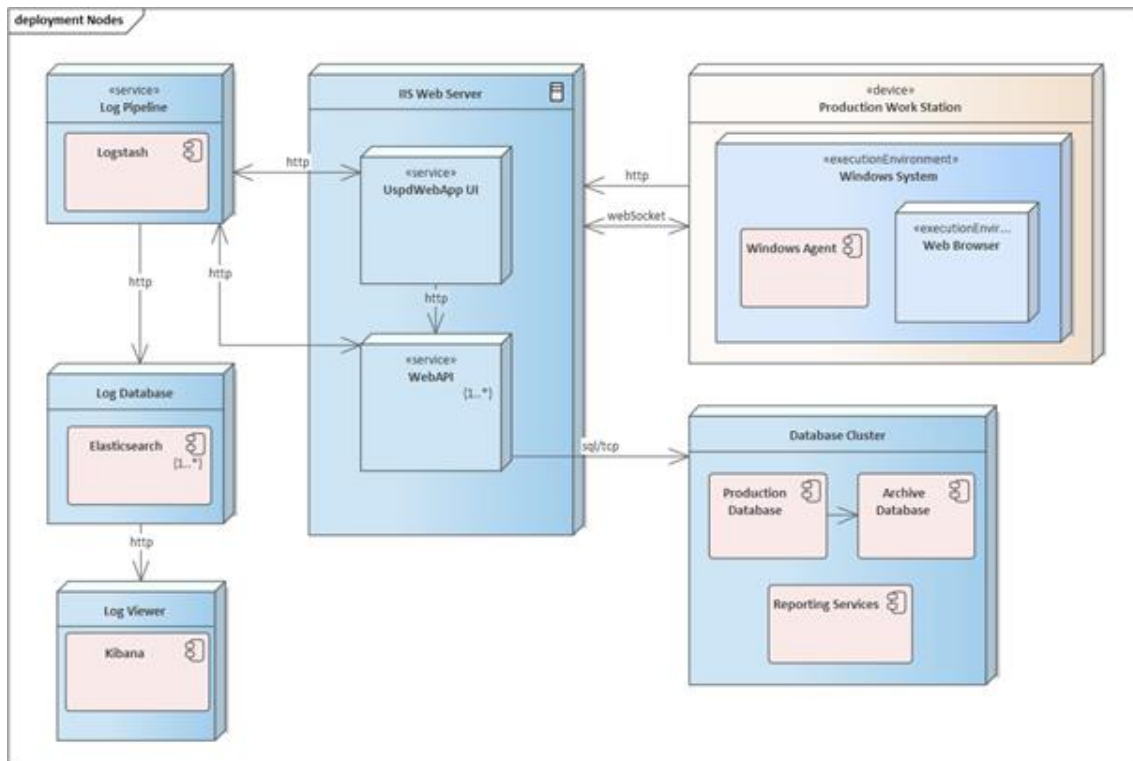 deployment Nodes
«service»
Log Pipeline
Logstash
http
IIS Web Server
«service»
UspdWebApp UI
http
«service»
WebAPI
{1..*}
http
http
webSocket
«device»
Production Work Station
«executionEnvironment»
Windows System
Windows Agent
«executionEnvir...
Web Browser
http
http
Log Database
Elasticsearch
{1..*}
http
Log Viewer
Kibana
sql/tcp
Database Cluster
Production
Database
Archive
Database
Reporting Services